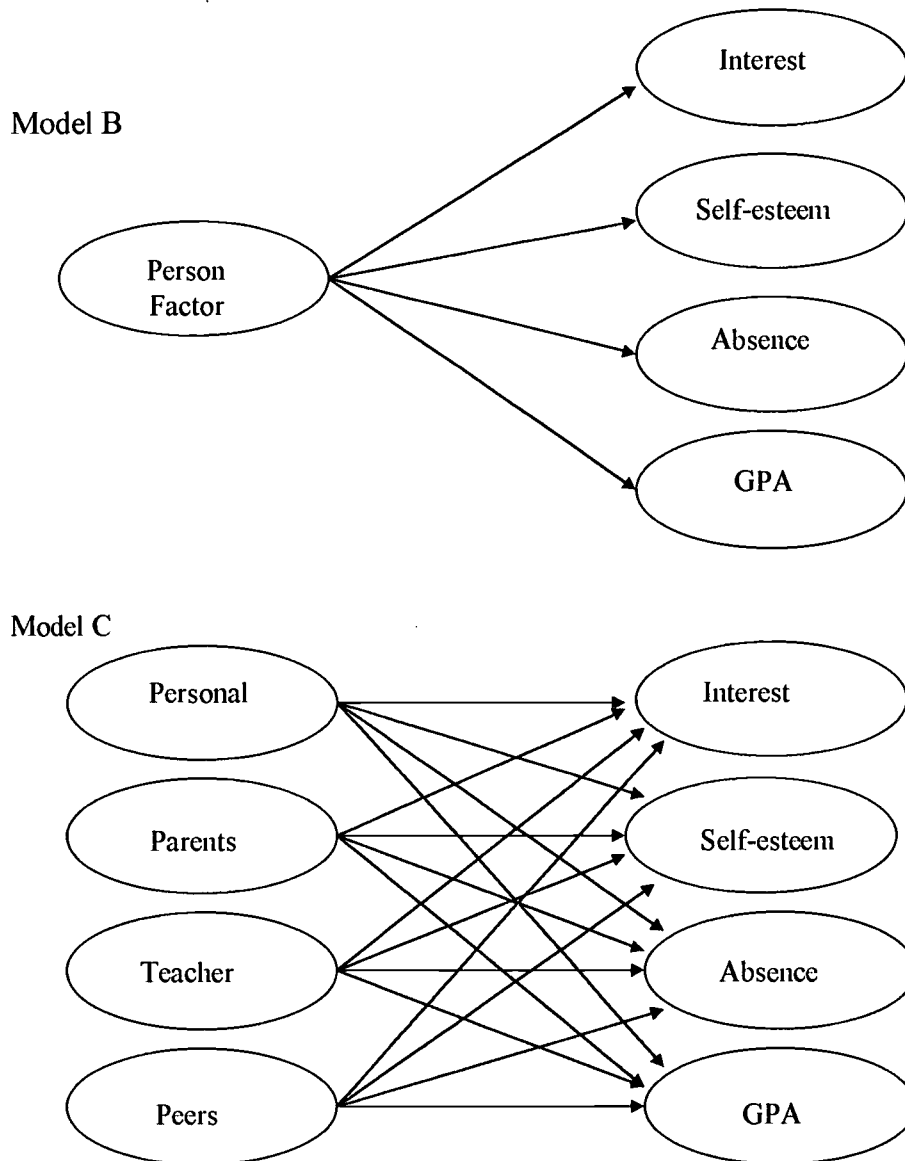 Interest
Model B
Self-esteem
Person
Factor
Absence
GPA
Model C
Personal
Interest
Parents
Self-esteem
Teacher
Absence
Peers
GPA